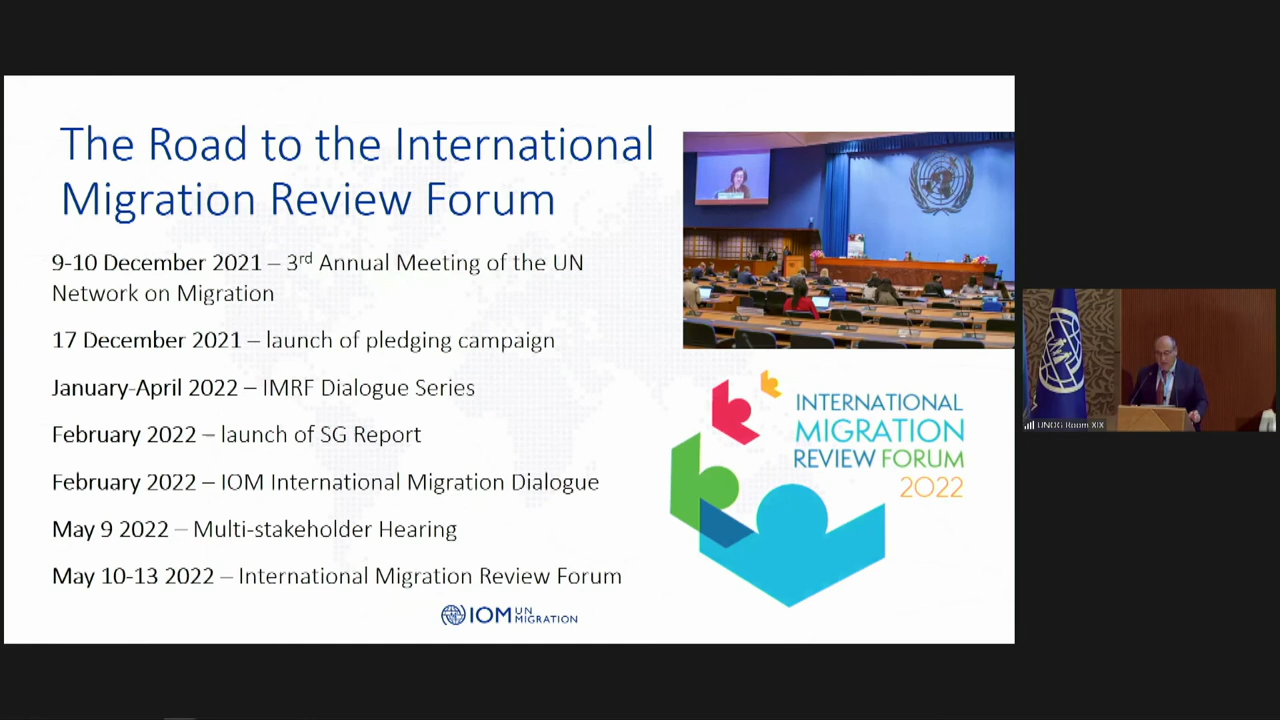 The Road to the International
Migration Review Forum
9-10 December 2021 – 3rd Annual Meeting of the UN
Network on Migration
17 December 2021 – launch of pledging campaign
January-April 2022 – IMRF Dialogue Series
February 2022 – launch of SG Report
February 2022 – IOM International Migration Dialogue
May 9 2022 – Multi-stakeholder Hearing
May 10-13 2022 – International Migration Review Forum
IOM UN
MIGRATION
INTERNATIONAL
MIGRATION
REVIEW FORUM
2022
UNOG Room XIX